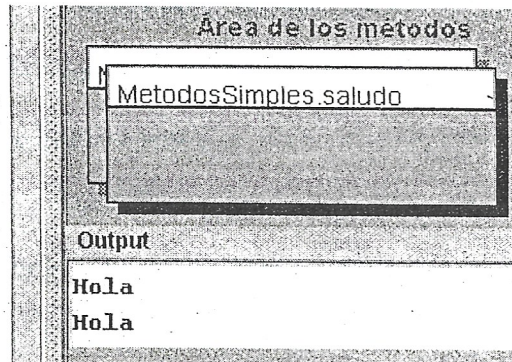 Área de los métodos
MetodosSimples.saludo
Output
Hola
Hola